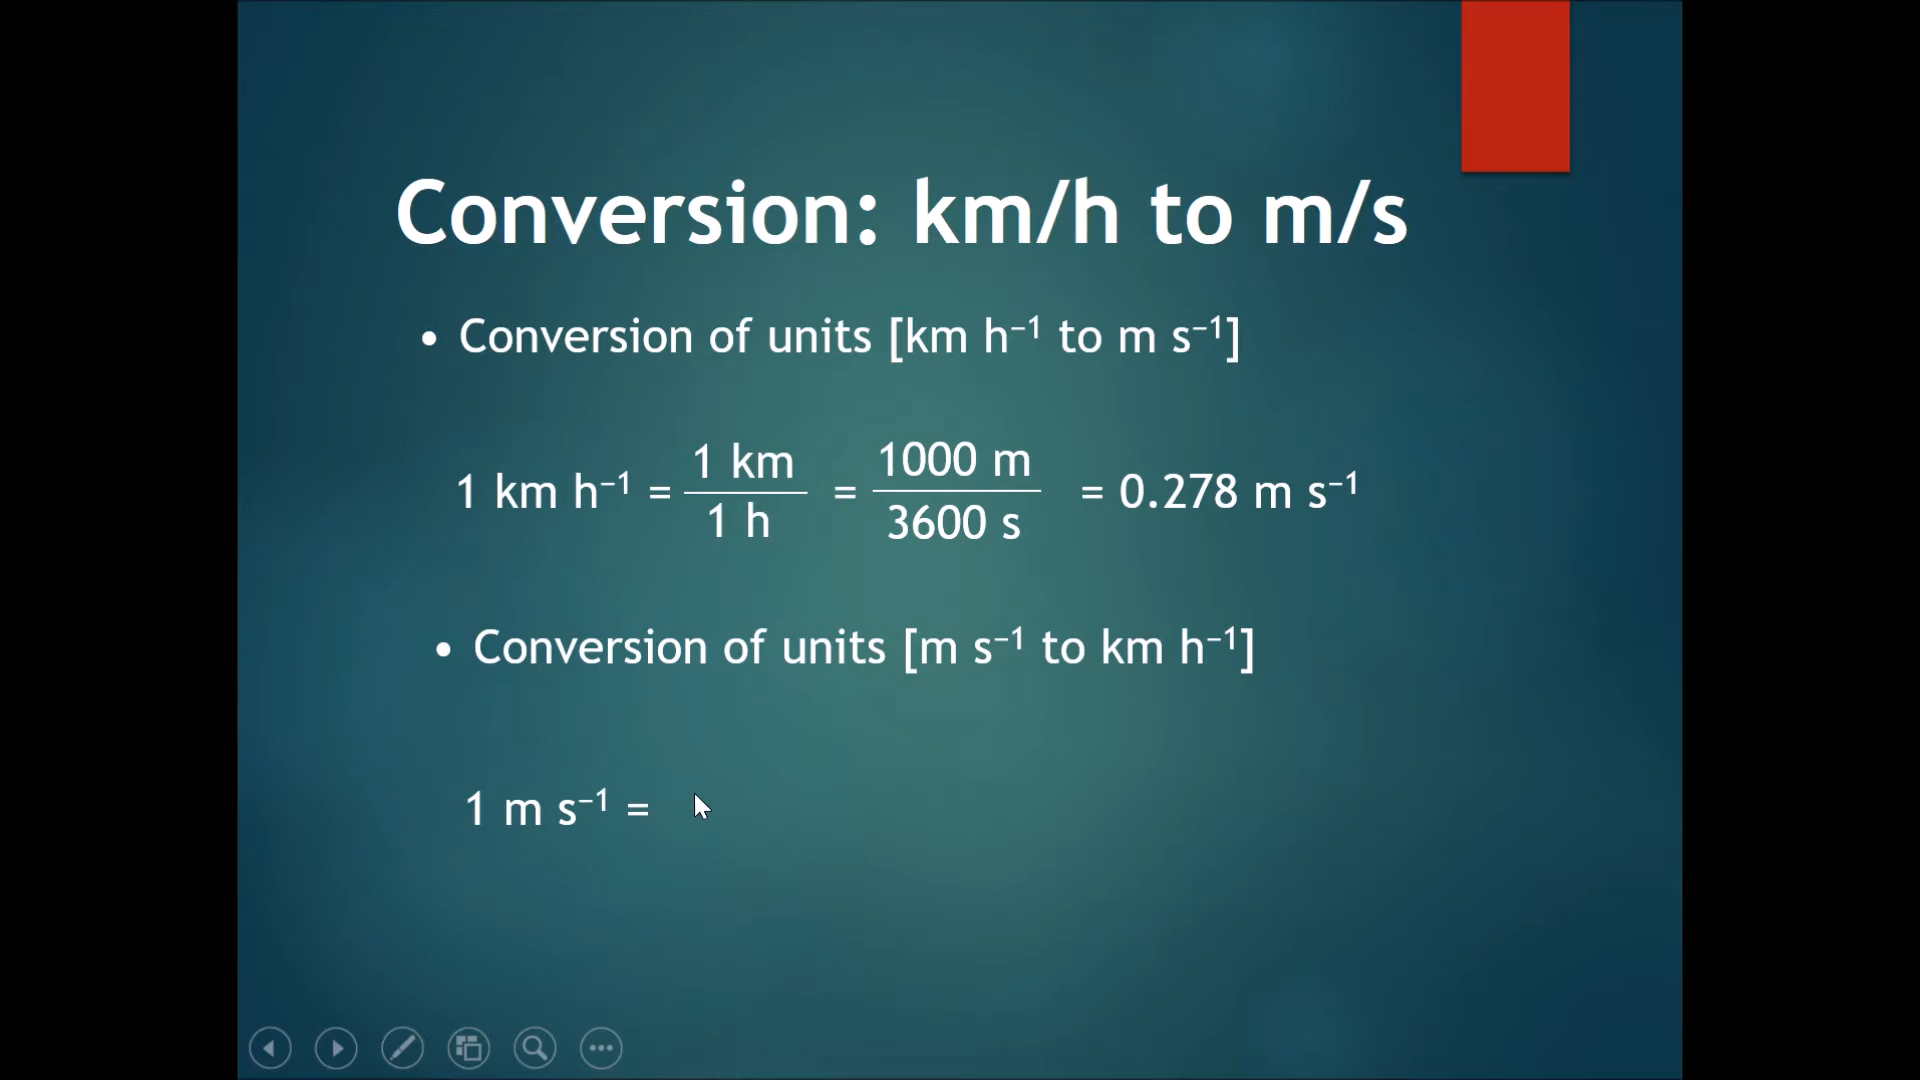 Conversion: km/h to m/s
• Conversion of units [km h⁻¹ to m s⁻¹]
1 km h⁻¹ = 1 km / 1 h = 1000 m / 3600 s = 0.278 m s⁻¹
• Conversion of units [m s⁻¹ to km h⁻¹]
1 m s⁻¹ =